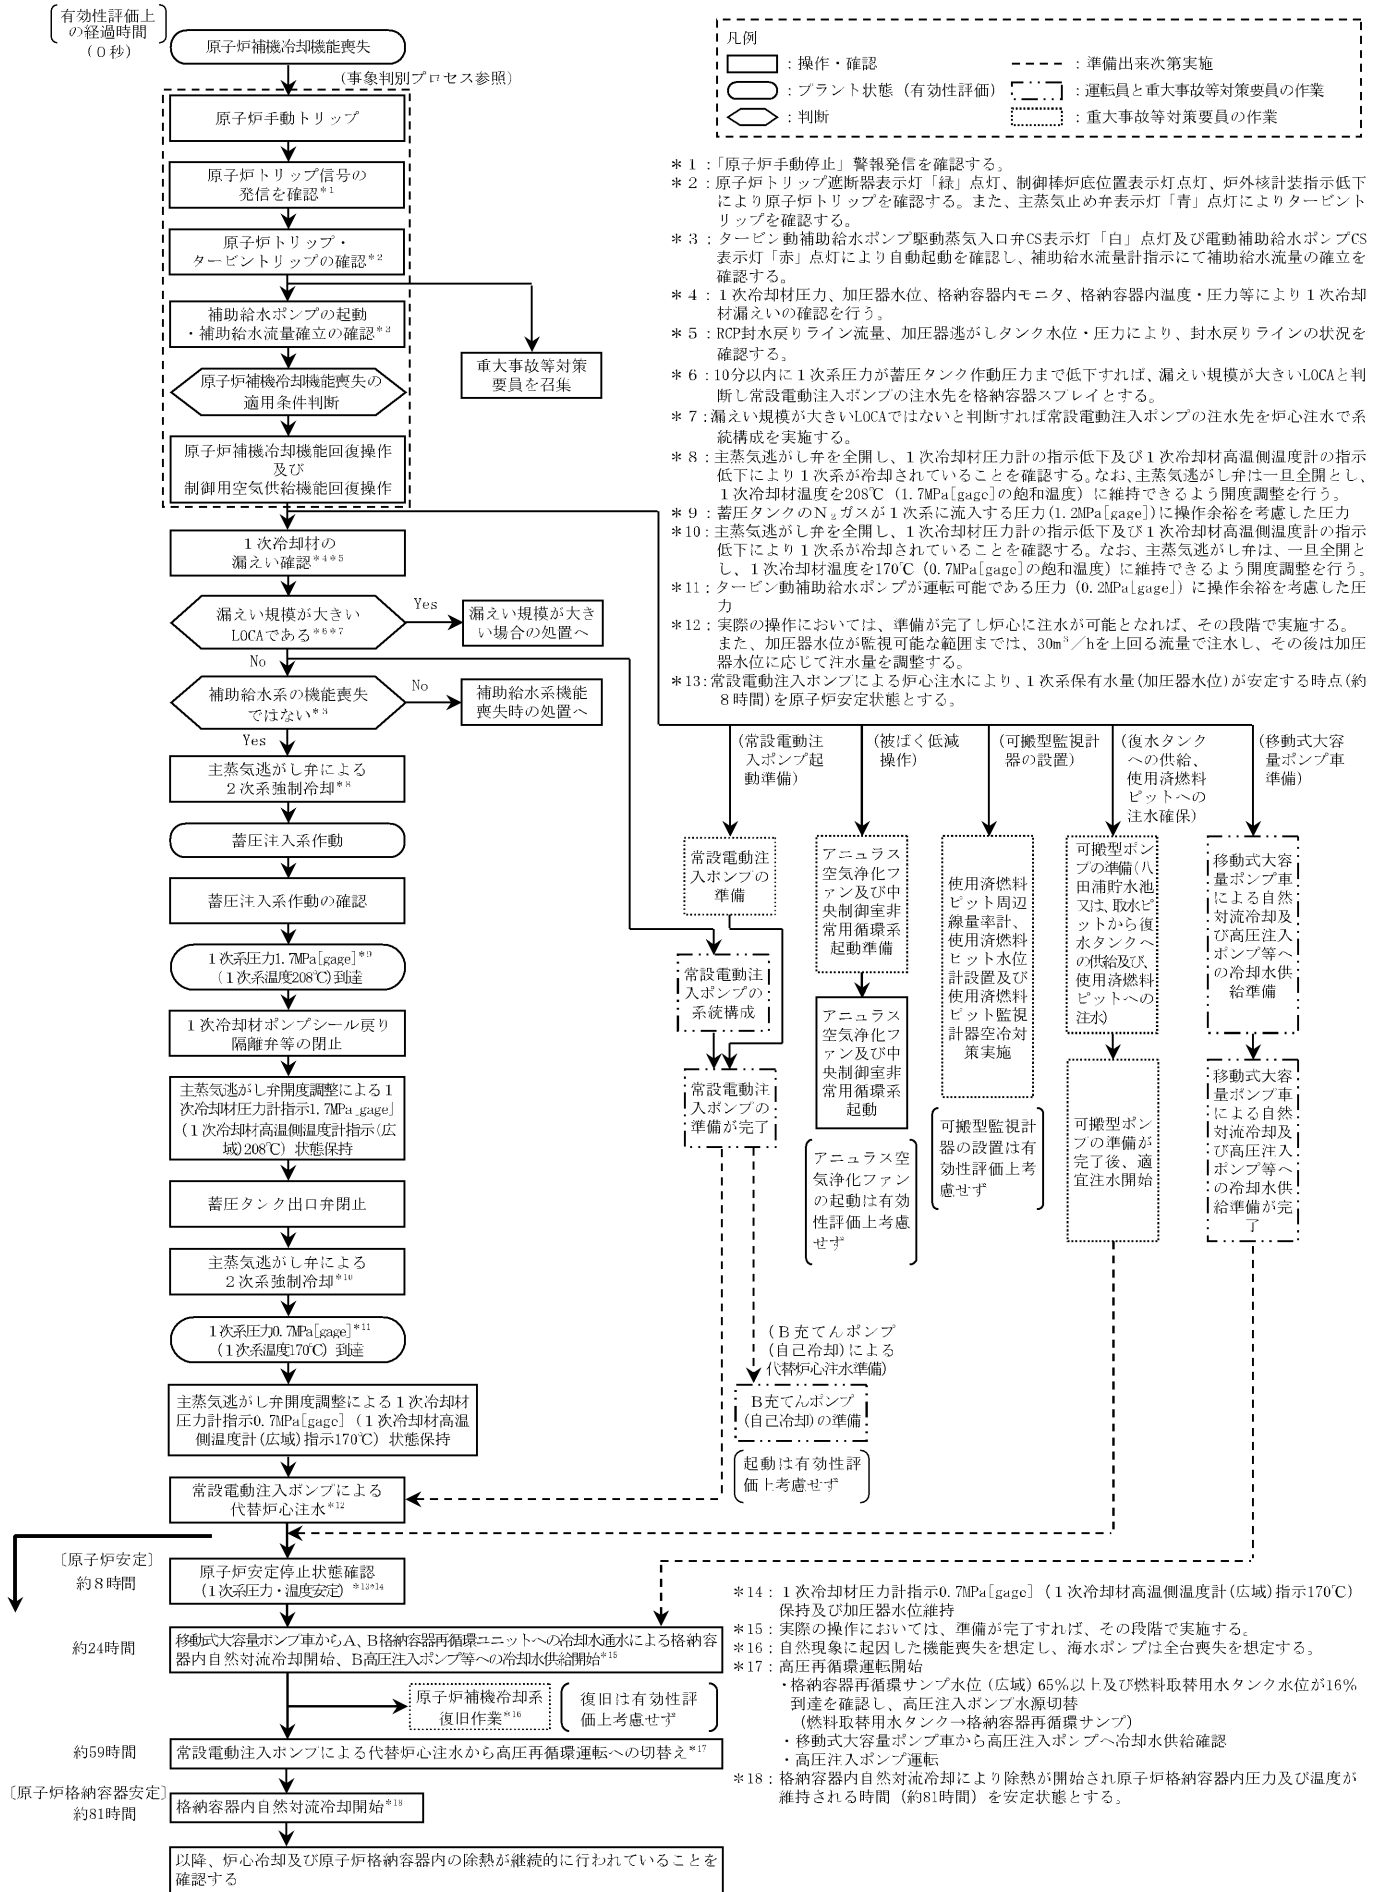 有効性評価上
の経過時間
（０秒）
原子炉補機冷却機能喪失
（事象判別プロセス参照）
原子炉手動トリップ
原子炉トリップ信号の
発信を確認＊1
原子炉トリップ・
タービントリップの確認＊2
補助給水ポンプの起動
・補助給水流量確立の確認＊3
重大事故等対策
要員を召集
原子炉補機冷却機能喪失の
適用条件判断
原子炉補機冷却機能回復操作
及び
制御用空気供給機能回復操作
１次冷却材の
漏えい確認＊4＊5
漏えい規模が大きい
LOCAである＊6＊7
Yes
漏えい規模が大き
い場合の処置へ
No
補助給水系の機能喪失
ではない＊3
No
補助給水系機能
喪失時の処置へ
Yes
主蒸気逃がし弁による
２次系強制冷却＊8
蓄圧注入系作動
蓄圧注入系作動の確認
１次系圧力1.7MPa[gage]＊9
（１次系温度208℃）到達
１次冷却材ポンプシール戻り
隔離弁等の閉止
主蒸気逃がし弁開度調整による１
次冷却材圧力計指示1.7MPa[gage]
（１次冷却材高温側温度計指示（広
域）208℃）状態保持
蓄圧タンク出口弁閉止
主蒸気逃がし弁による
２次系強制冷却＊10
１次系圧力0.7MPa[gage]＊11
（１次系温度170℃）到達
主蒸気逃がし弁開度調整による１次冷却材
圧力計指示0.7MPa[gage]（１次冷却材高温
側温度計（広域）指示170℃）状態保持
常設電動注入ポンプによる
代替炉心注水＊12
〔原子炉安定〕
約８時間
原子炉安定停止状態確認
（１次系圧力・温度安定）＊13＊14
約24時間
移動式大容量ポンプ車からＡ、Ｂ格納容器再循環ユニットへの冷却水通水による格納容
器内自然対流冷却開始、Ｂ高圧注入ポンプ等への冷却水供給開始＊15
原子炉補機冷却系
復旧作業＊16
復旧は有効性評
価上考慮せず
約59時間
常設電動注入ポンプによる代替炉心注水から高圧再循環運転への切替え＊17
〔原子炉格納容器安定〕
約81時間
格納容器内自然対流冷却開始＊18
以降、炉心冷却及び原子炉格納容器内の除熱が継続的に行われていることを
確認する
凡例
：操作・確認
：準備出来次第実施
：プラント状態（有効性評価）
：運転員と重大事故等対策要員の作業
：判断
：重大事故等対策要員の作業
＊１：「原子炉手動停止」警報発信を確認する。
＊２：原子炉トリップ遮断器表示灯「緑」点灯、制御棒炉底位置表示灯点灯、炉外核計装指示低下
により原子炉トリップを確認する。また、主蒸気止め弁表示灯「青」点灯によりタービント
リップを確認する。
＊３：タービン動補助給水ポンプ駆動蒸気入口弁CS表示灯「白」点灯及び電動補助給水ポンプCS
表示灯「赤」点灯により自動起動を確認し、補助給水流量計指示にて補助給水流量の確立を
確認する。
＊４：１次冷却材圧力、加圧器水位、格納容器内モニタ、格納容器内温度・圧力等により１次冷却
材漏えいの確認を行う。
＊５：RCP封水戻りライン流量、加圧器逃がしタンク水位・圧力により、封水戻りラインの状況を
確認する。
＊６：10分以内に１次系圧力が蓄圧タンク作動圧力まで低下すれば、漏えい規模が大きいLOCAと判
断し常設電動注入ポンプの注水先を格納容器スプレイとする。
＊７：漏えい規模が大きいLOCAではないと判断すれば常設電動注入ポンプの注水先を炉心注水で系
統構成を実施する。
＊８：主蒸気逃がし弁を全開し、１次冷却材圧力計の指示低下及び１次冷却材高温側温度計の指示
低下により１次系が冷却されていることを確認する。なお、主蒸気逃がし弁は一旦全開とし、
１次冷却材温度を208℃（1.7MPa[gage]の飽和温度）に維持できるよう開度調整を行う。
＊９：蓄圧タンクのＮ₂ガスが１次系に流入する圧力（1.2MPa[gage]）に操作余裕を考慮した圧力
＊10：主蒸気逃がし弁を全開し、１次冷却材圧力計の指示低下及び１次冷却材高温側温度計の指示
低下により１次系が冷却されていることを確認する。なお、主蒸気逃がし弁は、一旦全開と
し、１次冷却材温度を170℃（0.7MPa[gage]の飽和温度）に維持できるよう開度調整を行う。
＊11：タービン動補助給水ポンプが運転可能である圧力（0.2MPa[gage]）に操作余裕を考慮した圧
力
＊12：実際の操作においては、準備が完了し炉心に注水が可能となれば、その段階で実施する。
また、加圧器水位が監視可能な範囲までは、30m³／hを上回る流量で注水し、その後は加圧
器水位に応じて注水量を調整する。
＊13：常設電動注入ポンプによる炉心注水により、１次系保有水量（加圧器水位）が安定する時点（約
８時間）を原子炉安定状態とする。
（常設電動注
入ポンプ起
動準備）
（被ばく低減
操作）
（可搬型監視計
器の設置）
（復水タンク
への供給、
使用済燃料
ピットへの
注水確保）
（移動式大容
量ポンプ車
準備）
常設電動注
入ポンプの
準備
常設電動注
入ポンプの
系統構成
常設電動注
入ポンプの
準備が完了
アニュラス
空気浄化フ
ァン及び中
央制御室非
常用循環系
起動準備
アニュラス
空気浄化フ
ァン及び中
央制御室非
常用循環系
起動
アニュラス空
気浄化ファン
の起動は有効
性評価上考慮
せず
使用済燃料
ピット周辺
線量率計、
使用済燃料
ピット水位
計設置及び
使用済燃料
ピット監視
計器空冷対
策実施
可搬型監視計
器の設置は有
効性評価上考
慮せず
可搬型ポン
プの準備（八
田浦貯水池
又は、取水ピ
ットから復
水タンクへ
の供給及び、
使用済燃料
ピットへの
注水）
可搬型ポン
プの準備が
完了後、適
宜注水開始
移動式大容
量ポンプ車
による自然
対流冷却及
び高圧注入
ポンプ等へ
の冷却水供
給準備
移動式大容
量ポンプ車
による自然
対流冷却及
び高圧注入
ポンプ等へ
の冷却水供
給準備が完
了
（Ｂ充てんポンプ
（自己冷却）による
代替炉心注水準備）
Ｂ充てんポンプ
（自己冷却）の準備
起動は有効性評
価上考慮せず
＊14：１次冷却材圧力計指示0.7MPa[gage]（１次冷却材高温側温度計（広域）指示170℃）
保持及び加圧器水位維持
＊15：実際の操作においては、準備が完了すれば、その段階で実施する。
＊16：自然現象に起因した機能喪失を想定し、海水ポンプは全台喪失を想定する。
＊17：高圧再循環運転開始
・格納容器再循環サンプ水位（広域）65%以上及び燃料取替用水タンク水位が16%
到達を確認し、高圧注入ポンプ水源切替
（燃料取替用水タンク→格納容器再循環サンプ）
・移動式大容量ポンプ車から高圧注入ポンプへ冷却水供給確認
・高圧注入ポンプ運転
＊18：格納容器内自然対流冷却により除熱が開始され原子炉格納容器内圧力及び温度が
維持される時間（約81時間）を安定状態とする。